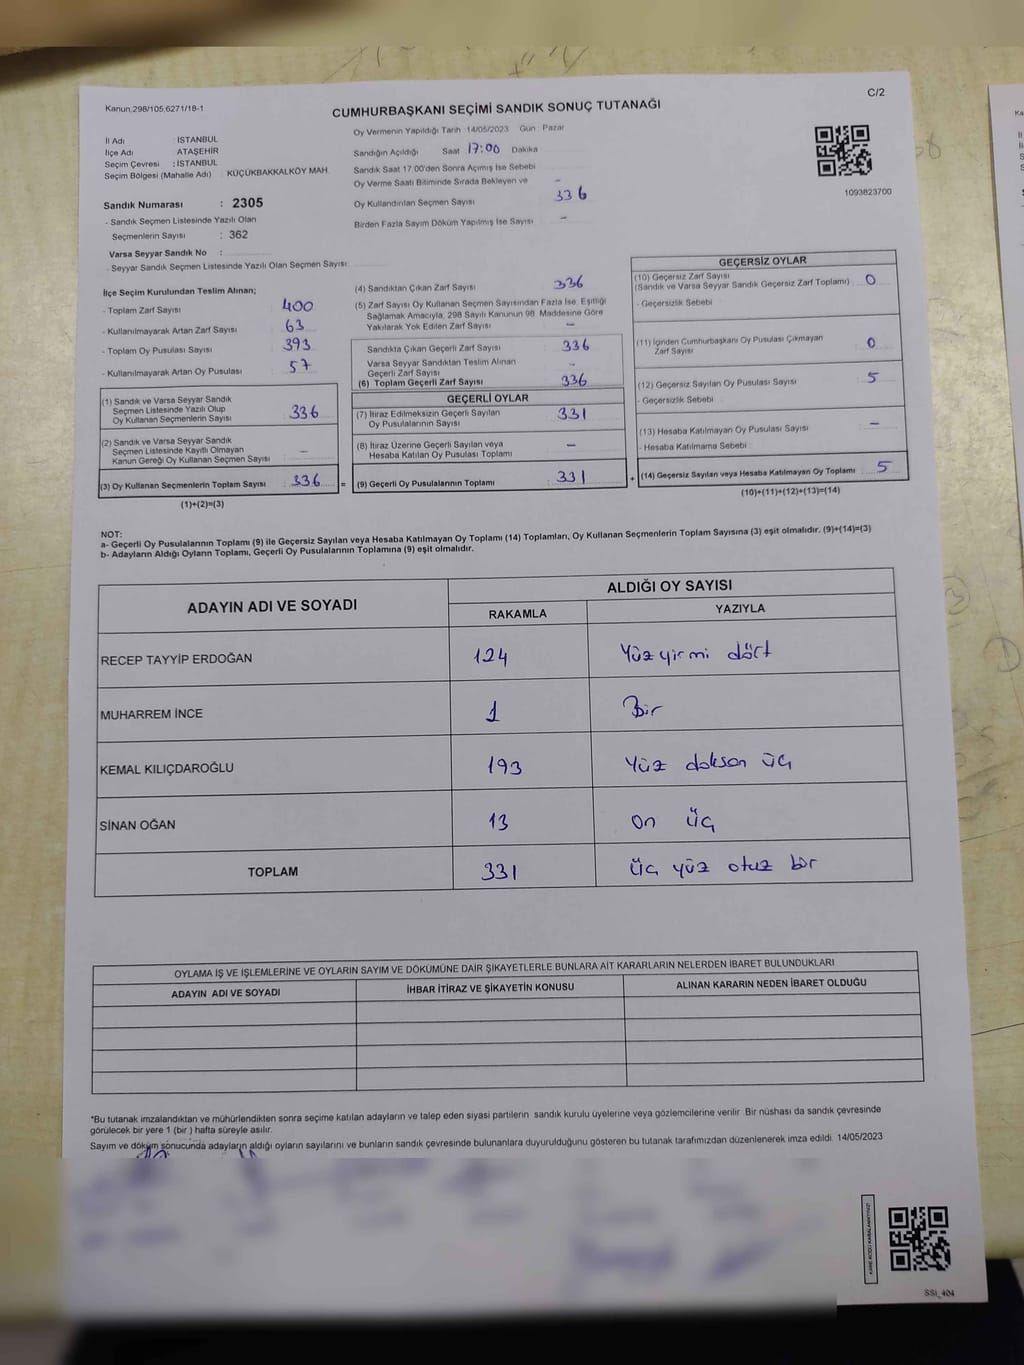 Kanun.298/105,6271/18-1
C/2
CUMHURBAŞKANI SEÇİMİ SANDIK SONUÇ TUTANAĞI
İl Adı : İSTANBUL
İlçe Adı : ATAŞEHİR
Seçim Çevresi : İSTANBUL
Seçim Bölgesi (Mahalle Adı) : KÜÇÜKBAKKALKÖY MAH.
Sandık Numarası : 2305
- Sandık Seçmen Listesinde Yazılı Olan
Seçmenlerin Sayısı : 362
Varsa Seyyar Sandık No :
- Seyyar Sandık Seçmen Listesinde Yazılı Olan Seçmen Sayısı:
Oy Vermenin Yapıldığı Tarih 14/05/2023 Gün Pazar
Sandığın Açıldığı Saat 17:00 Dakika
Sandık Saat 17.00'den Sonra Açımış İse Sebebi
Oy Verme Saati Bitiminde Sırada Bekleyen ve -
Oy Kullandırılan Seçmen Sayısı 336
Birden Fazla Sayım Döküm Yapılmış İse Sayısı -
1093823700
İlçe Seçim Kurulundan Teslim Alınan;
- Toplam Zarf Sayısı : 400
- Kullanılmayarak Artan Zarf Sayısı : 63
- Toplam Oy Pusulası Sayısı : 393
- Kullanılmayarak Artan Oy Pusulası : 57
(1) Sandık ve Varsa Seyyar Sandık
Seçmen Listesinde Yazılı Olup
Oy Kullanan Seçmenlerin Sayısı : 336
(2) Sandık ve Varsa Seyyar Sandık
Seçmen Listesinde Kayıtlı Olmayan
Kanun Gereği Oy Kullanan Seçmen Sayısı : -
(3) Oy Kullanan Seçmenlerin Toplam Sayısı : 336 =
(1)+(2)=(3)
(4) Sandıktan Çıkan Zarf Sayısı : 336
(5) Zarf Sayısı Oy Kullanan Seçmen Sayısından Fazla İse, Eşitliği
Sağlamak Amacıyla, 298 Sayılı Kanunun 98. Maddesine Göre
Yakılarak Yok Edilen Zarf Sayısı : -
Sandıkta Çıkan Geçerli Zarf Sayısı : 336
Varsa Seyyar Sandıktan Teslim Alınan
Geçerli Zarf Sayısı : -
(6) Toplam Geçerli Zarf Sayısı : 336
GEÇERLİ OYLAR
(7) İtiraz Edilmeksizin Geçerli Sayılan
Oy Pusulalarının Sayısı : 331
(8) İtiraz Üzerine Geçerli Sayılan veya
Hesaba Katılan Oy Pusulası Toplamı : -
(9) Geçerli Oy Pusulalarının Toplamı : 331 +
GEÇERSİZ OYLAR
(10) Geçersiz Zarf Sayısı
(Sandık ve Varsa Seyyar Sandık Geçersiz Zarf Toplamı) : 0
- Geçersizlik Sebebi :
(11) İçinden Cumhurbaşkanı Oy Pusulası Çıkmayan
Zarf Sayısı : 0
(12) Geçersiz Sayılan Oy Pusulası Sayısı : 5
- Geçersizlik Sebebi :
(13) Hesaba Katılmayan Oy Pusulası Sayısı : -
- Hesaba Katılmama Sebebi :
(14) Geçersiz Sayılan veya Hesaba Katılmayan Oy Toplamı : 5
(10)+(11)+(12)+(13)=(14)
NOT:
a- Geçerli Oy Pusulalarının Toplamı (9) ile Geçersiz Sayılan veya Hesaba Katılmayan Oy Toplamı (14) Toplamları, Oy Kullanan Seçmenlerin Toplam Sayısına (3) eşit olmalıdır. (9)+(14)=(3)
b- Adayların Aldığı Oyların Toplamı, Geçerli Oy Pusulalarının Toplamına (9) eşit olmalıdır.
ADAYIN ADI VE SOYADI ALDIĞI OY SAYISI
RAKAMLA YAZIYLA
RECEP TAYYİP ERDOĞAN 124 Yüz yirmi dört
MUHARREM İNCE 1 Bir
KEMAL KILIÇDAROĞLU 193 Yüz doksan üç
SİNAN OĞAN 13 on üç
TOPLAM 331 üç yüz otuz bir
OYLAMA İŞ VE İŞLEMLERİNE VE OYLARIN SAYIM VE DÖKÜMÜNE DAİR ŞİKAYETLERLE BUNLARA AİT KARARLARIN NELERDEN İBARET BULUNDUKLARI
ADAYIN ADI VE SOYADI İHBAR İTİRAZ VE ŞİKAYETİN KONUSU ALINAN KARARIN NEDEN İBARET OLDUĞU
*Bu tutanak imzalandıktan ve mühürlendikten sonra seçime katılan adayların ve talep eden siyasi partilerin sandık kurulu üyelerine veya gözlemcilerine verilir. Bir nüshası da sandık çevresinde
görülecek bir yere 1 (bir) hafta süreyle asılır.
Sayım ve döküm sonucunda adayların aldığı oyların sayılarını ve bunların sandık çevresinde bulunanlara duyurulduğunu gösteren bu tutanak tarafımızdan düzenlenerek imza edildi. 14/05/2023
SSI_404